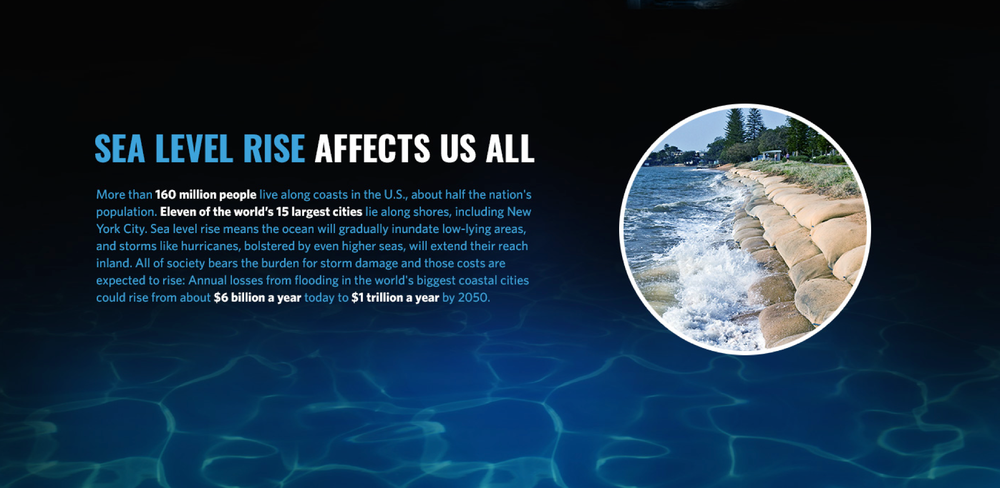 SEA LEVEL RISE AFFECTS US ALL
More than 160 million people live along coasts in the U.S., about half the nation's
population. Eleven of the world’s 15 largest cities lie along shores, including New
York City. Sea level rise means the ocean will gradually inundate low-lying areas,
and storms like hurricanes, bolstered by even higher seas, will extend their reach
inland. All of society bears the burden for storm damage and those costs are
expected to rise: Annual losses from flooding in the world's biggest coastal cities
could rise from about $6 billion a year today to $1 trillion a year by 2050.